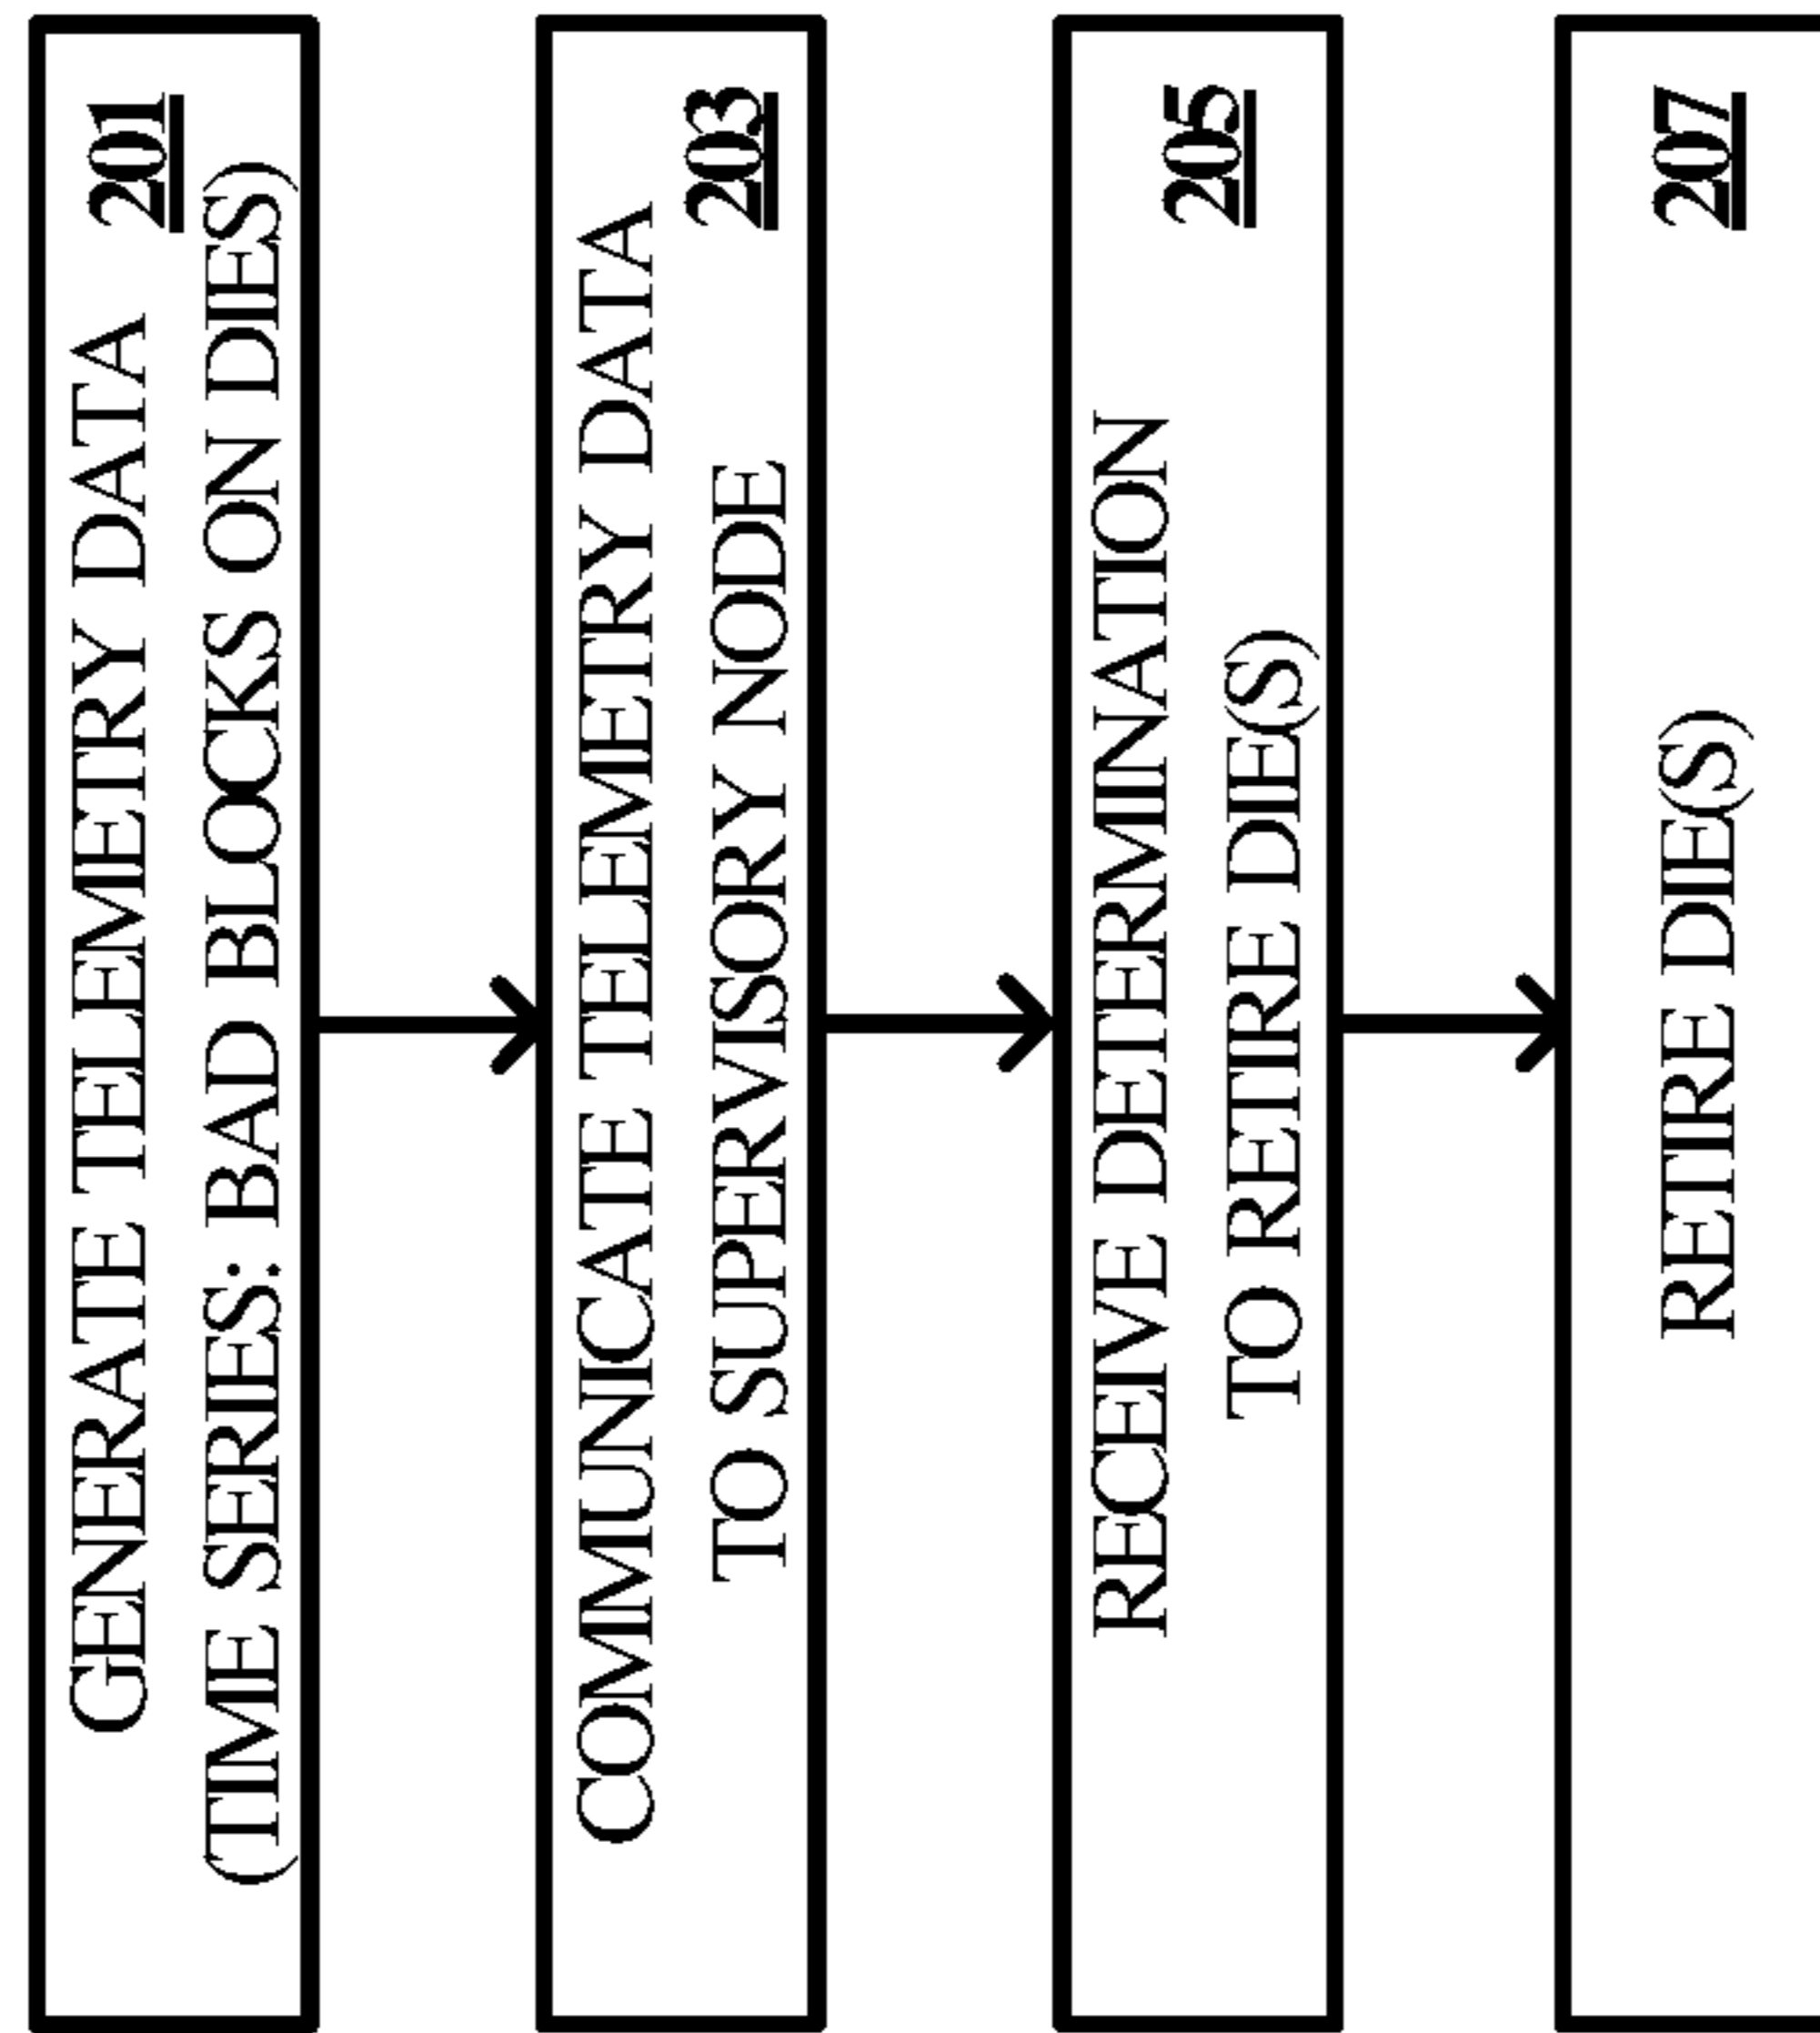 GENERATE TELEMETRY DATA 201
(TIME SERIES: BAD BLOCKS ON DIES)
COMMUNICATE TELEMETRY DATA
TO SUPERVISORY NODE 203
RECEIVE DETERMINATION 205
TO RETIRE DIE(S)
RETIRE DIE(S) 207